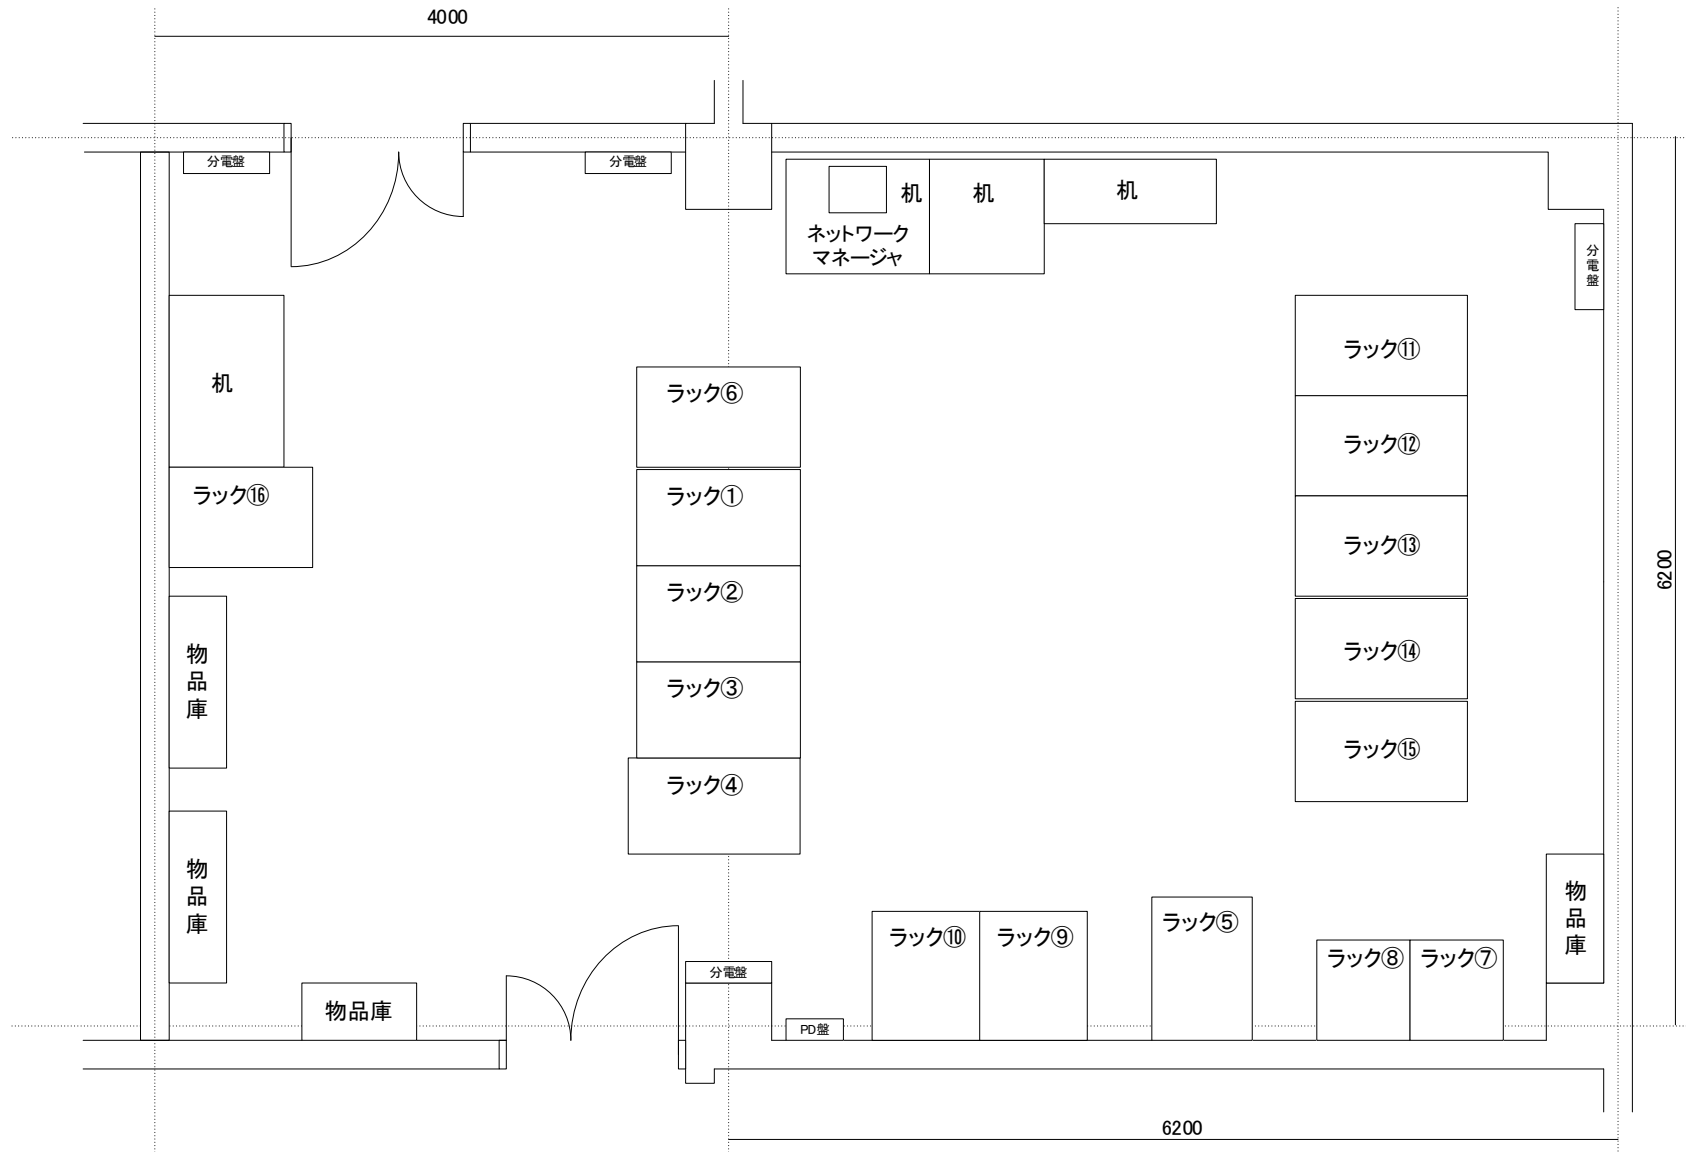 4000
分電盤
分電盤
机
机
机
ネットワーク
マネージャ
分電盤
机
ラック⑥
ラック⑪
ラック⑫
ラック⑯
ラック①
ラック⑬
6200
ラック②
物品庫
ラック③
ラック⑭
ラック④
ラック⑮
物品庫
物品庫
ラック⑩
ラック⑨
ラック⑤
ラック⑧
ラック⑦
分電盤
物品庫
PD盤
6200